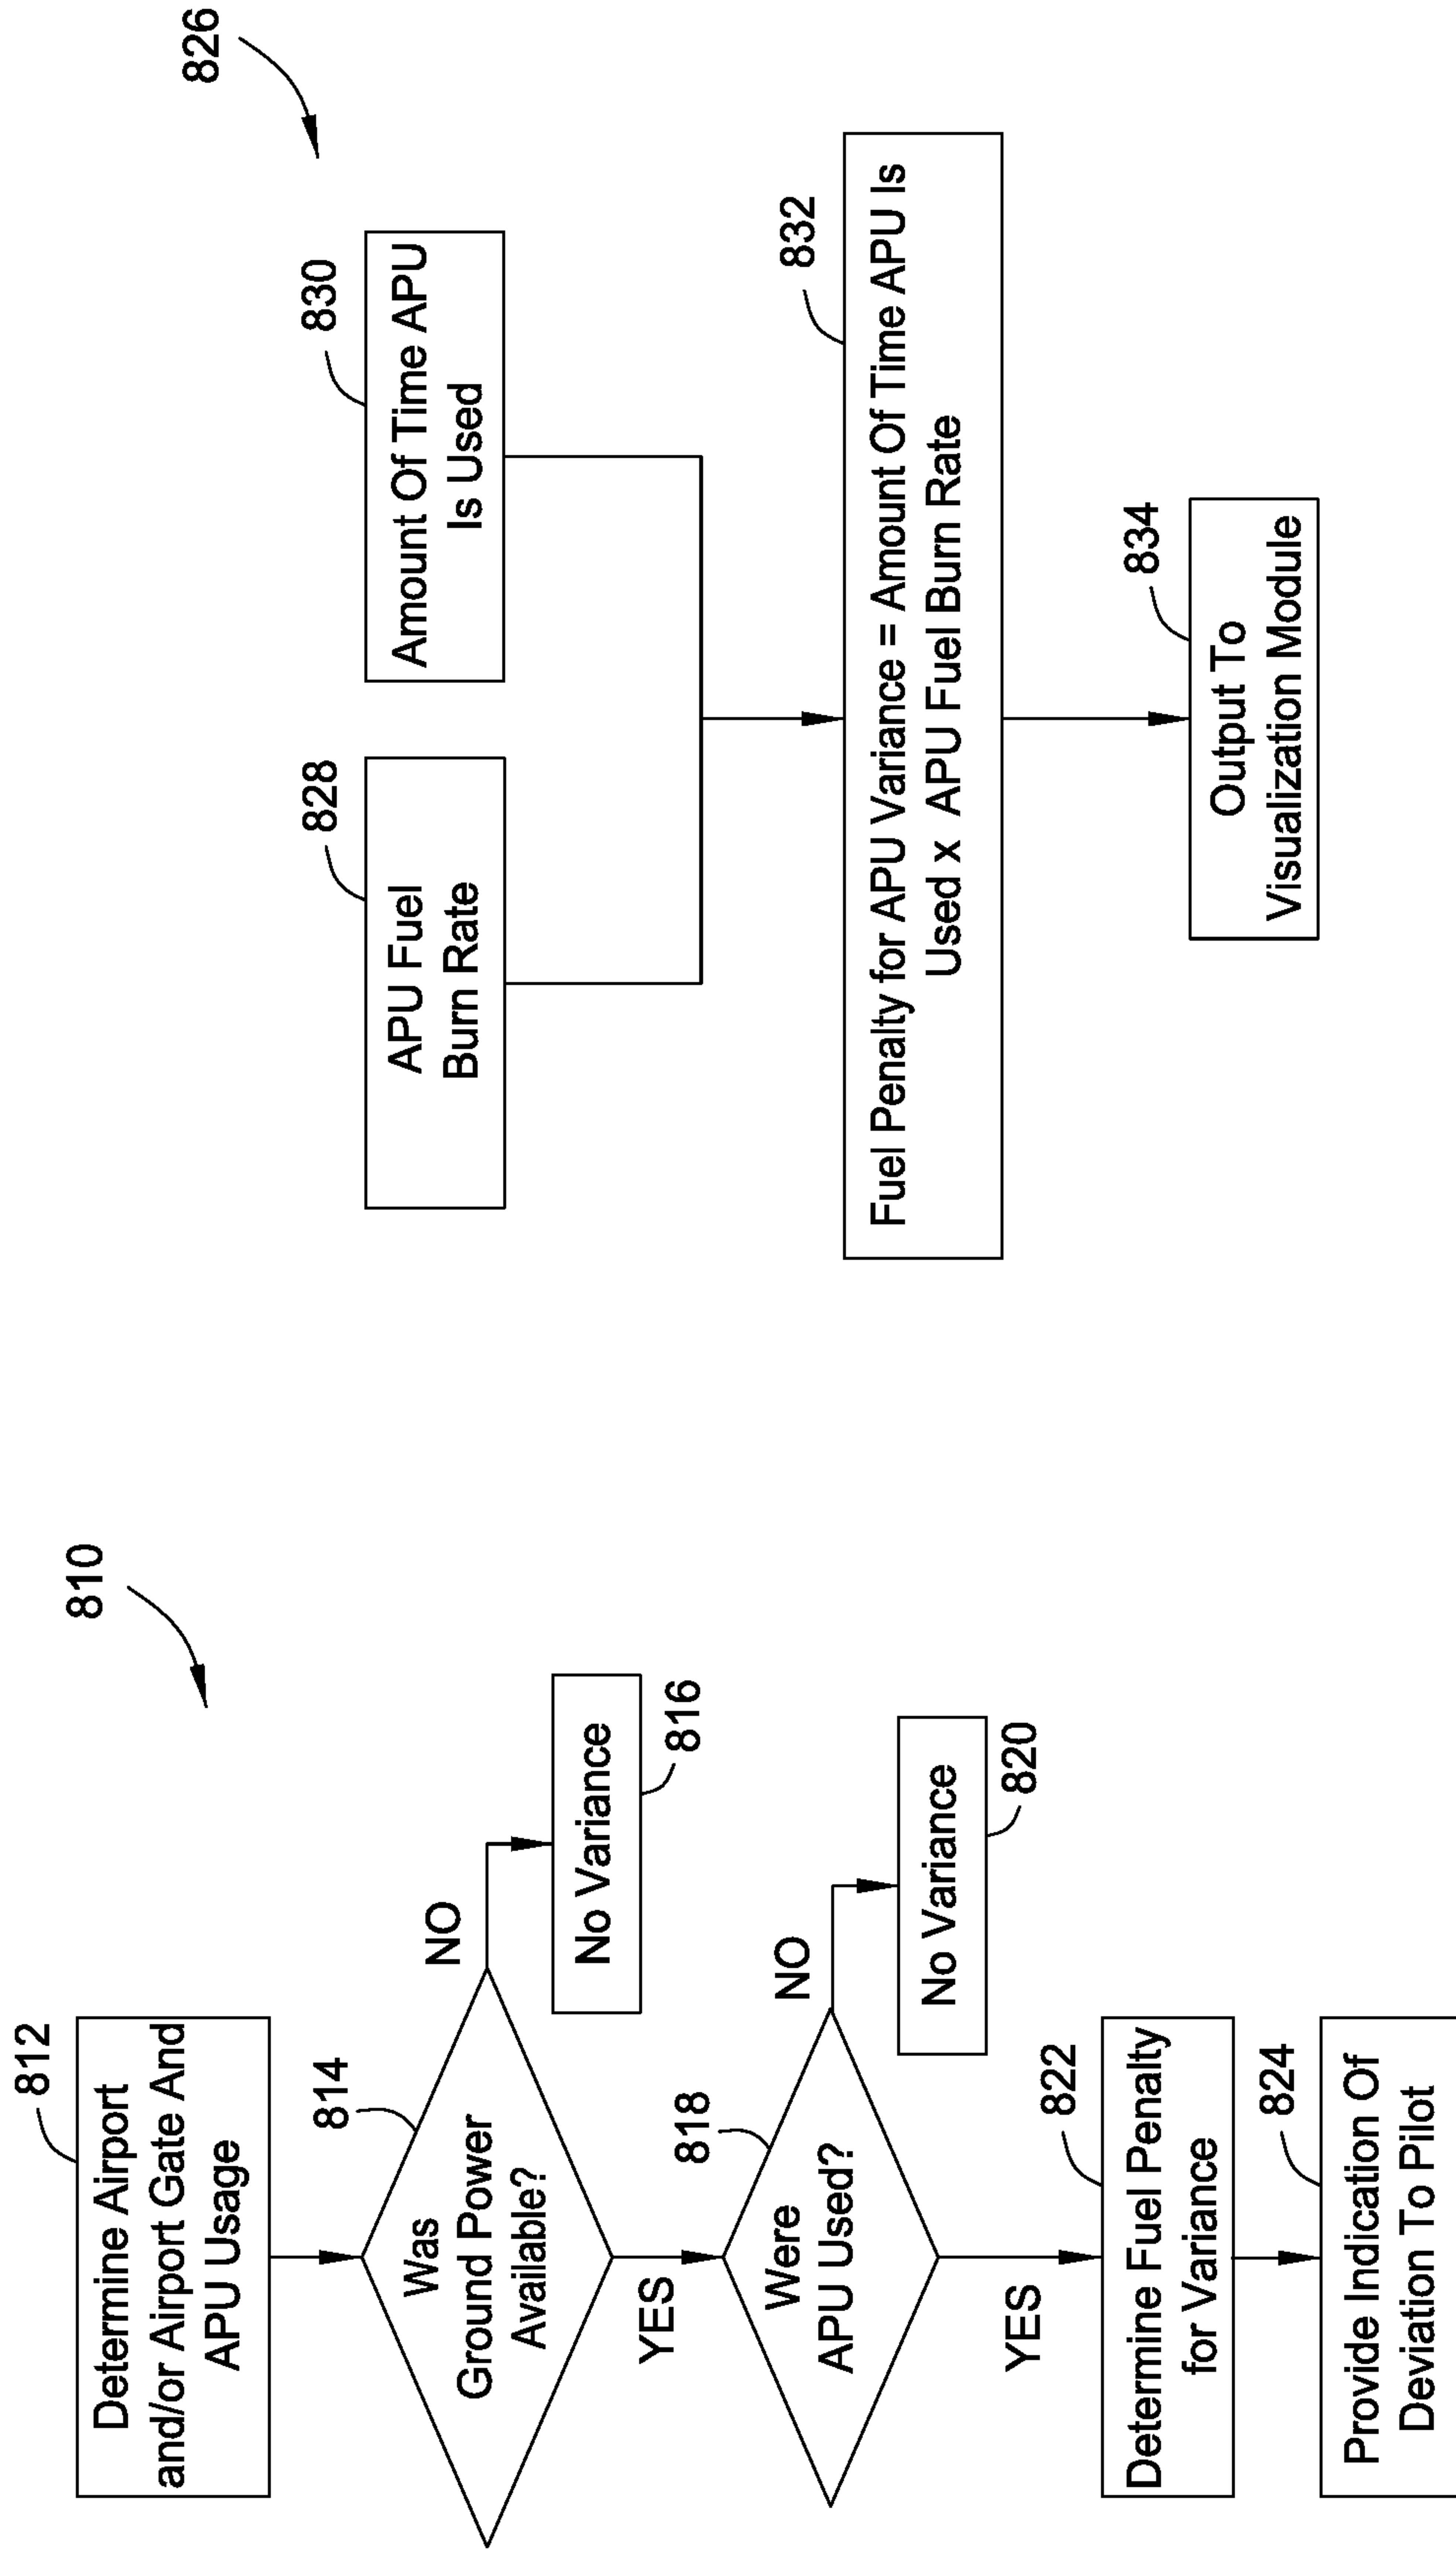 810
812
Determine Airport
and/or Airport Gate And
APU Usage
814
Was
Ground Power
Available?
NO
No Variance
816
YES
818
Were
APU Used?
NO
No Variance
820
YES
822
Determine Fuel Penalty
for Variance
824
Provide Indication Of
Deviation To Pilot
826
828
APU Fuel
Burn Rate
830
Amount Of Time APU
Is Used
832
Fuel Penalty for APU Variance = Amount Of Time APU Is
Used x APU Fuel Burn Rate
834
Output To
Visualization Module